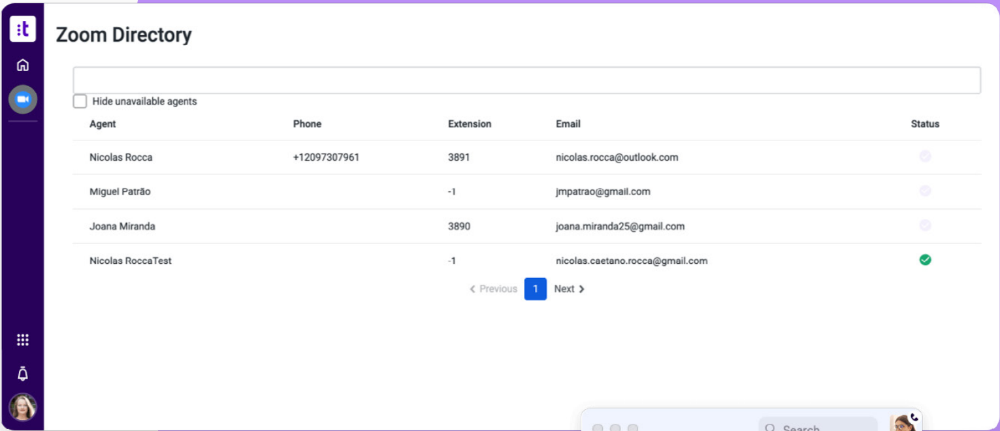 :t
Zoom Directory
Hide unavailable agents
Agent Phone Extension Email Status
Nicolas Rocca +12097307961 3891 nicolas.rocca@outlook.com
Miguel Patrão -1 jmpatrao@gmail.com
Joana Miranda 3890 joana.miranda25@gmail.com
Nicolas RoccaTest -1 nicolas.caetano.rocca@gmail.com
Previous 1 Next
Search